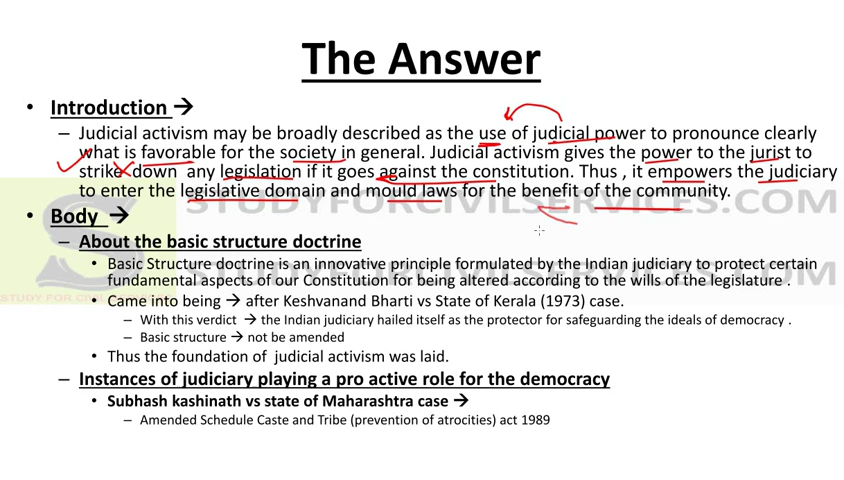 The Answer
• Introduction →
– Judicial activism may be broadly described as the use of judicial power to pronounce clearly
what is favorable for the society in general. Judicial activism gives the power to the jurist to
strike down any legislation if it goes against the constitution. Thus , it empowers the judiciary
to enter the legislative domain and mould laws for the benefit of the community.
STUDYFORCIVILSERVICES.COM
• Body →
– About the basic structure doctrine
• Basic Structure doctrine is an innovative principle formulated by the Indian judiciary to protect certain
fundamental aspects of our Constitution for being altered according to the wills of the legislature .
• Came into being → after Keshvanand Bharti vs State of Kerala (1973) case.
– With this verdict → the Indian judiciary hailed itself as the protector for safeguarding the ideals of democracy .
– Basic structure → not be amended
• Thus the foundation of judicial activism was laid.
– Instances of judiciary playing a pro active role for the democracy
• Subhash kashinath vs state of Maharashtra case →
– Amended Schedule Caste and Tribe (prevention of atrocities) act 1989